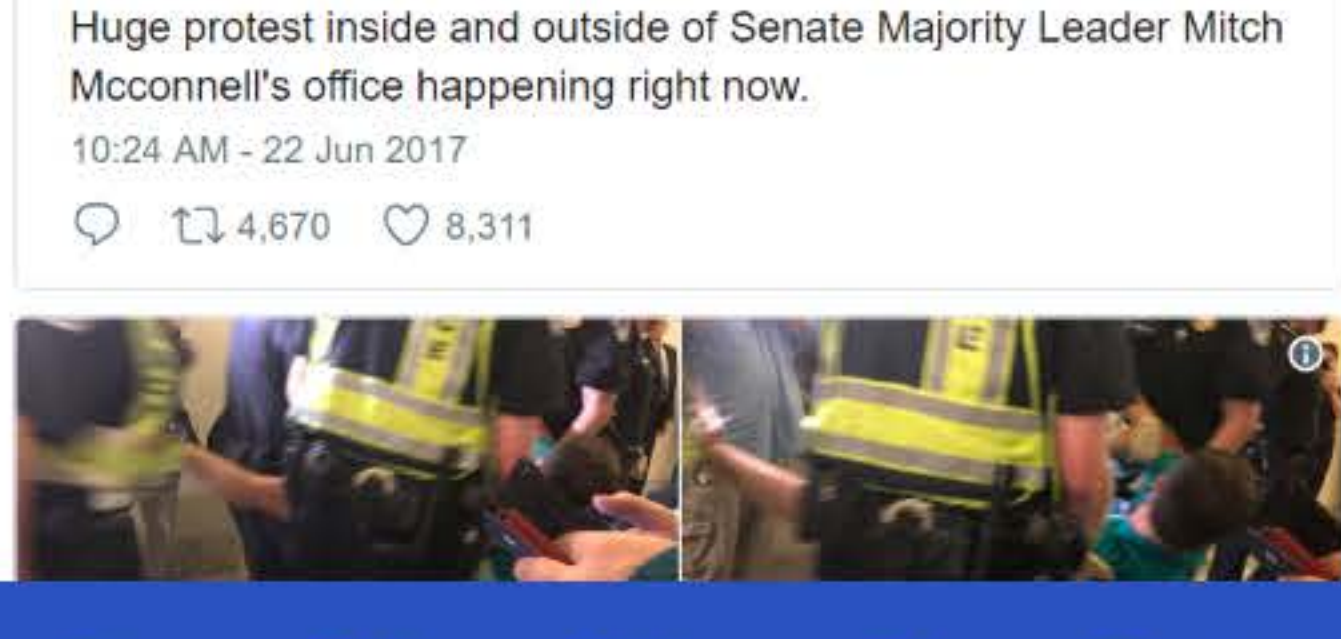 Huge protest inside and outside of Senate Majority Leader Mitch
Mcconnell's office happening right now.
10:24 AM - 22 Jun 2017
4,670 8,311